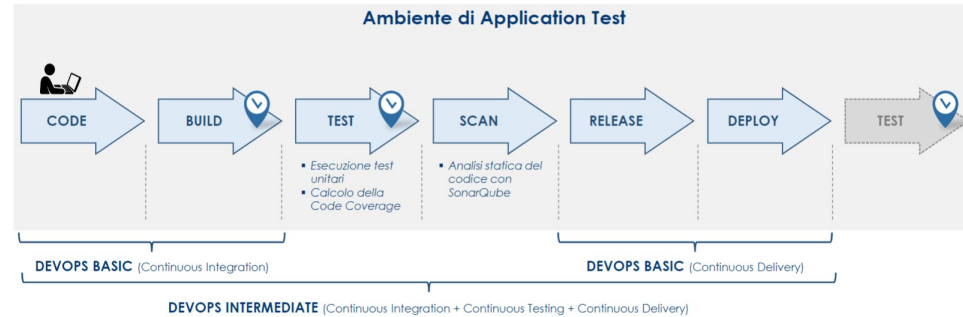 Ambiente di Application Test
CODE
BUILD
TEST
SCAN
RELEASE
DEPLOY
TEST
▪ Esecuzione test
unitari
▪ Calcolo della
Code Coverage
▪ Analisi statica del
codice con
SonarQube
DEVOPS BASIC (Continuous Integration)
DEVOPS BASIC (Continuous Delivery)
DEVOPS INTERMEDIATE (Continuous Integration + Continuous Testing + Continuous Delivery)